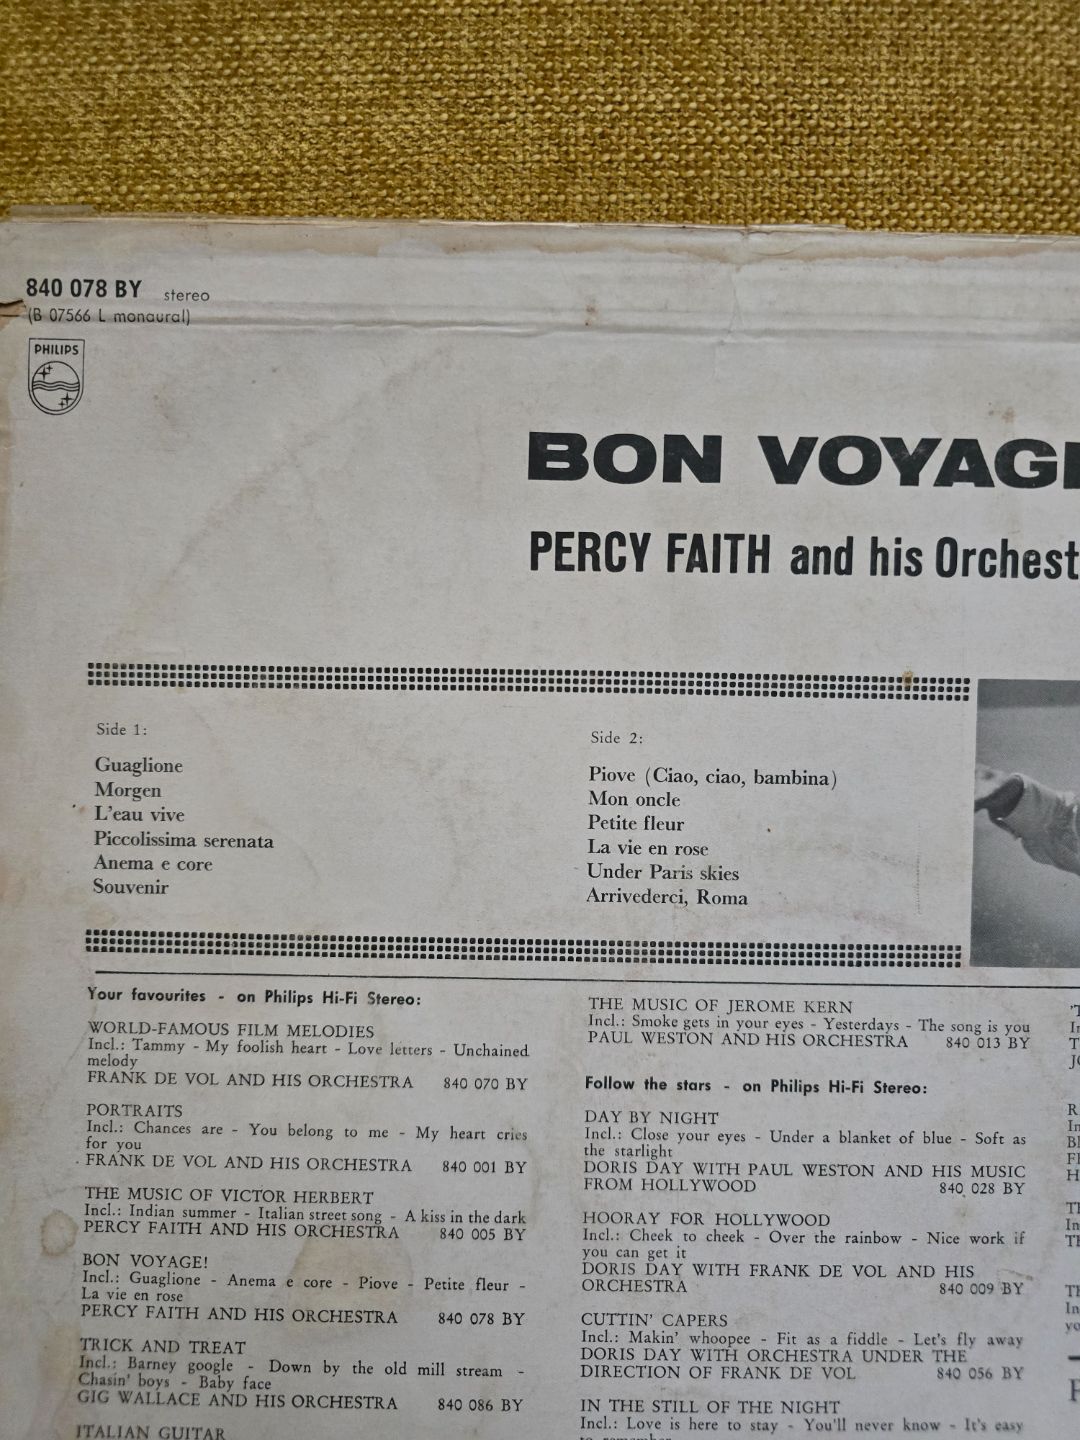 840 078 BY stereo
(B 07566 L monaural)
PHILIPS
BON VOYAG
PERCY FAITH and his Orchest
Side 1:
Guaglione
Morgen
L'eau vive
Piccolissima serenata
Anema e core
Souvenir
Side 2:
Piove (Ciao, ciao, bambina)
Mon oncle
Petite fleur
La vie en rose
Under Paris skies
Arrivederci, Roma
Your favourites - on Philips Hi-Fi Stereo:
WORLD-FAMOUS FILM MELODIES
Incl.: Tammy - My foolish heart - Love letters - Unchained
melody
FRANK DE VOL AND HIS ORCHESTRA 840 070 BY
PORTRAITS
Incl.: Chances are - You belong to me - My heart cries
for you
FRANK DE VOL AND HIS ORCHESTRA 840 001 BY
THE MUSIC OF VICTOR HERBERT
Incl.: Indian summer - Italian street song - A kiss in the dark
PERCY FAITH AND HIS ORCHESTRA 840 005 BY
BON VOYAGE!
Incl.: Guaglione - Anema e core - Piove - Petite fleur -
La vie en rose
PERCY FAITH AND HIS ORCHESTRA 840 078 BY
TRICK AND TREAT
Incl.: Barney google - Down by the old mill stream -
Chasin' boys - Baby face
GIG WALLACE AND HIS ORCHESTRA 840 086 BY
ITALIAN GUITAR
THE MUSIC OF JEROME KERN
Incl.: Smoke gets in your eyes - Yesterdays - The song is you
PAUL WESTON AND HIS ORCHESTRA 840 013 BY
Follow the stars - on Philips Hi-Fi Stereo:
DAY BY NIGHT
Incl.: Close your eyes - Under a blanket of blue - Soft as
the starlight
DORIS DAY WITH PAUL WESTON AND HIS MUSIC
FROM HOLLYWOOD 840 028 BY
HOORAY FOR HOLLYWOOD
Incl.: Cheek to cheek - Over the rainbow - Nice work if
you can get it
DORIS DAY WITH FRANK DE VOL AND HIS
ORCHESTRA 840 009 BY
CUTTIN' CAPERS
Incl.: Makin' whoopee - Fit as a fiddle - Let's fly away
DORIS DAY WITH ORCHESTRA UNDER THE
DIRECTION OF FRANK DE VOL 840 056 BY
IN THE STILL OF THE NIGHT
Incl.: Love is here to stay - You'll never know - It's easy